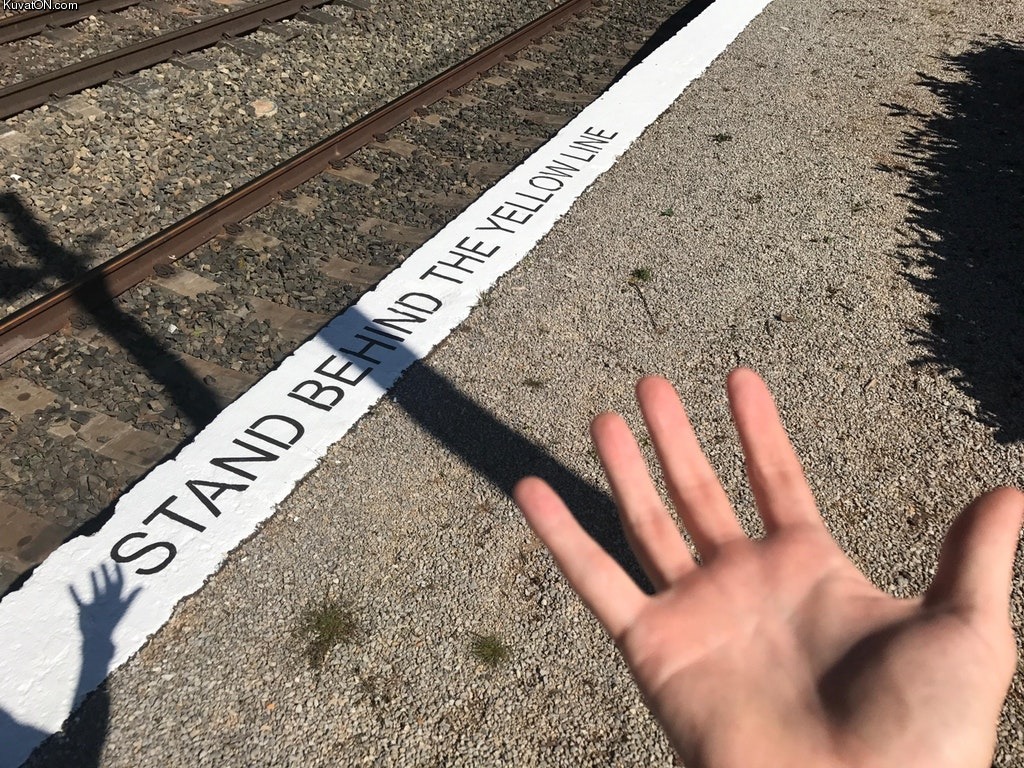 KuvatON.com
STAND BEHIND THE YELLOW LINE